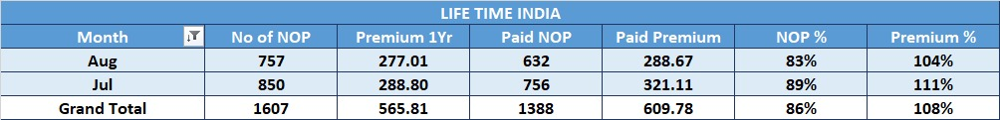 LIFE TIME INDIA
Month No of NOP Premium 1Yr Paid NOP Paid Premium NOP % Premium %
Aug 757 277.01 632 288.67 83% 104%
Jul 850 288.80 756 321.11 89% 111%
Grand Total 1607 565.81 1388 609.78 86% 108%